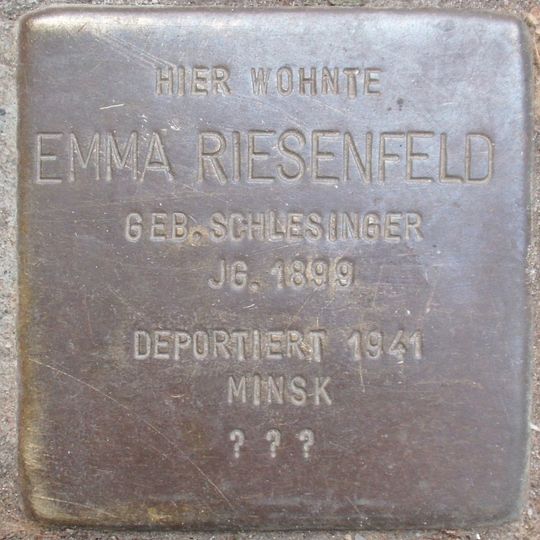 HIER WOHNTE
EMMA RIESENFELD
GEB. SCHLESINGER
JG. 1899
DEPORTIERT 1941
MINSK
? ? ?